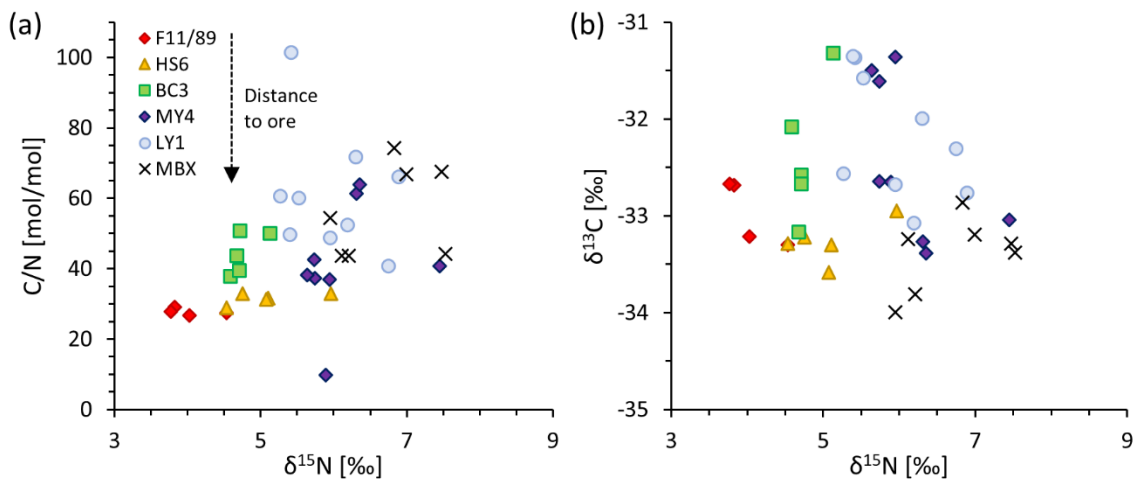 (a)
F11/89
HS6
BC3
MY4
LY1
MBX
Distance
to ore
C/N [mol/mol]
100
80
60
40
20
0
3 5 7 9
δ¹⁵N [‰]
(b)
δ¹³C [‰]
-31
-32
-33
-34
-35
3 5 7 9
δ¹⁵N [‰]